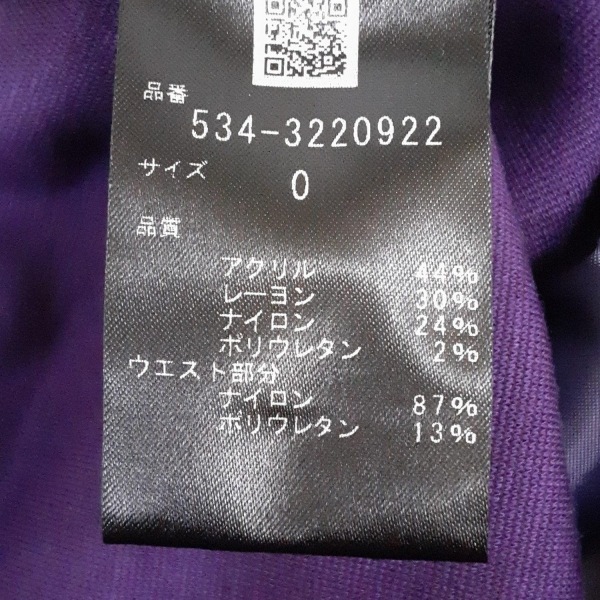 品番
534-3220922
サイズ
0
品質
アクリル 44%
レーヨン 30%
ナイロン 24%
ポリウレタン 2%
ウエスト部分
ナイロン 87%
ポリウレタン 13%